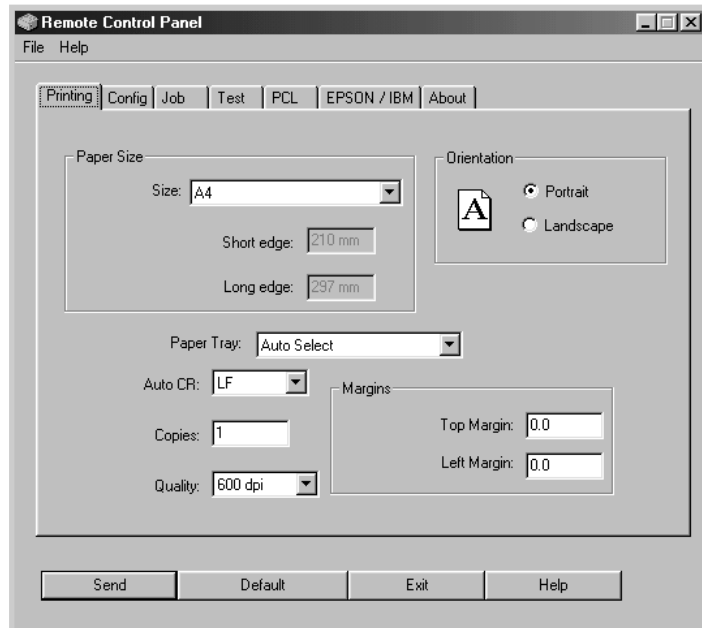 Remote Control Panel
File Help
Printing Config Job Test PCL EPSON / IBM About
Paper Size
Size: A4
Short edge: 210 mm
Long edge: 297 mm
Orientation
A
Portrait
Landscape
Paper Tray: Auto Select
Auto CR: LF
Copies: 1
Quality: 600 dpi
Margins
Top Margin: 0.0
Left Margin: 0.0
Send Default Exit Help